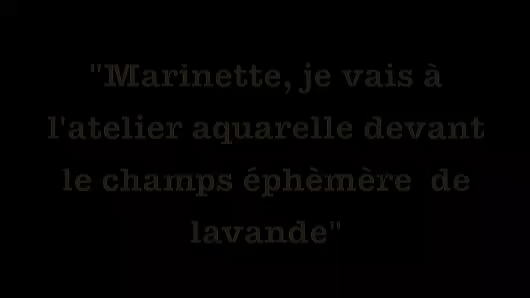 "Marinette, je vais à
l'atelier aquarelle devant
le champs éphèmère de
lavande"